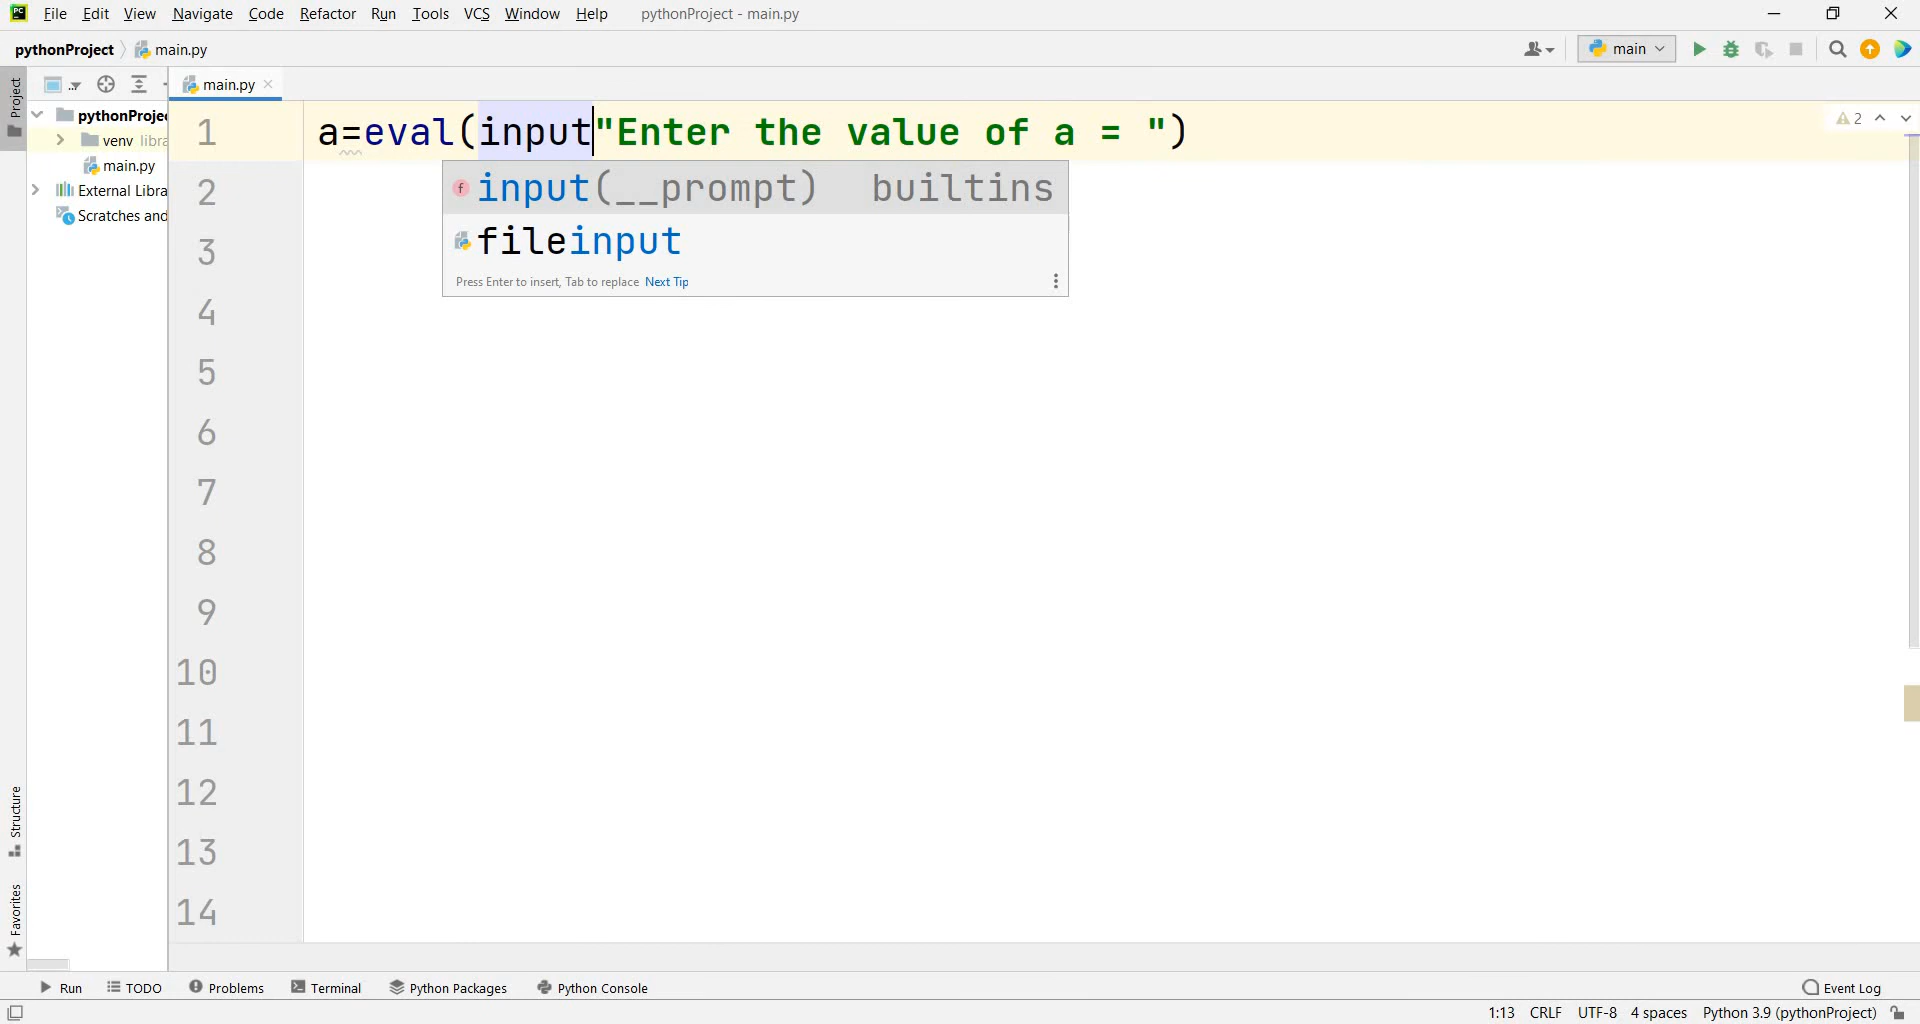 PC File Edit View Navigate Code Refactor Run Tools VCS Window Help pythonProject - main.py
pythonProject main.py main
Project
main.py
pythonProjec
venv libra
main.py
External Libra
Scratches and
1 a=eval(input"Enter the value of a = ")
2
input(__prompt) builtins
fileinput
Press Enter to insert, Tab to replace Next Tip
2
3
4
5
6
7
8
9
10
11
12
13
14
Structure
Favorites
Run TODO Problems Terminal Python Packages Python Console Event Log
1:13 CRLF UTF-8 4 spaces Python 3.9 (pythonProject)